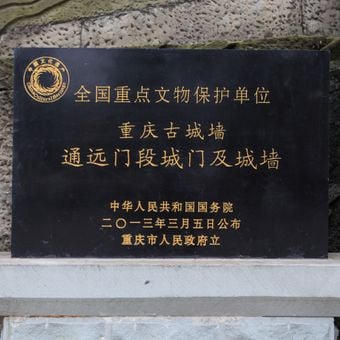 全国重点文物保护单位
重庆古城墙
通远门段城门及城墙
中华人民共和国国务院
二〇一三年三月五日公布
重庆市人民政府立